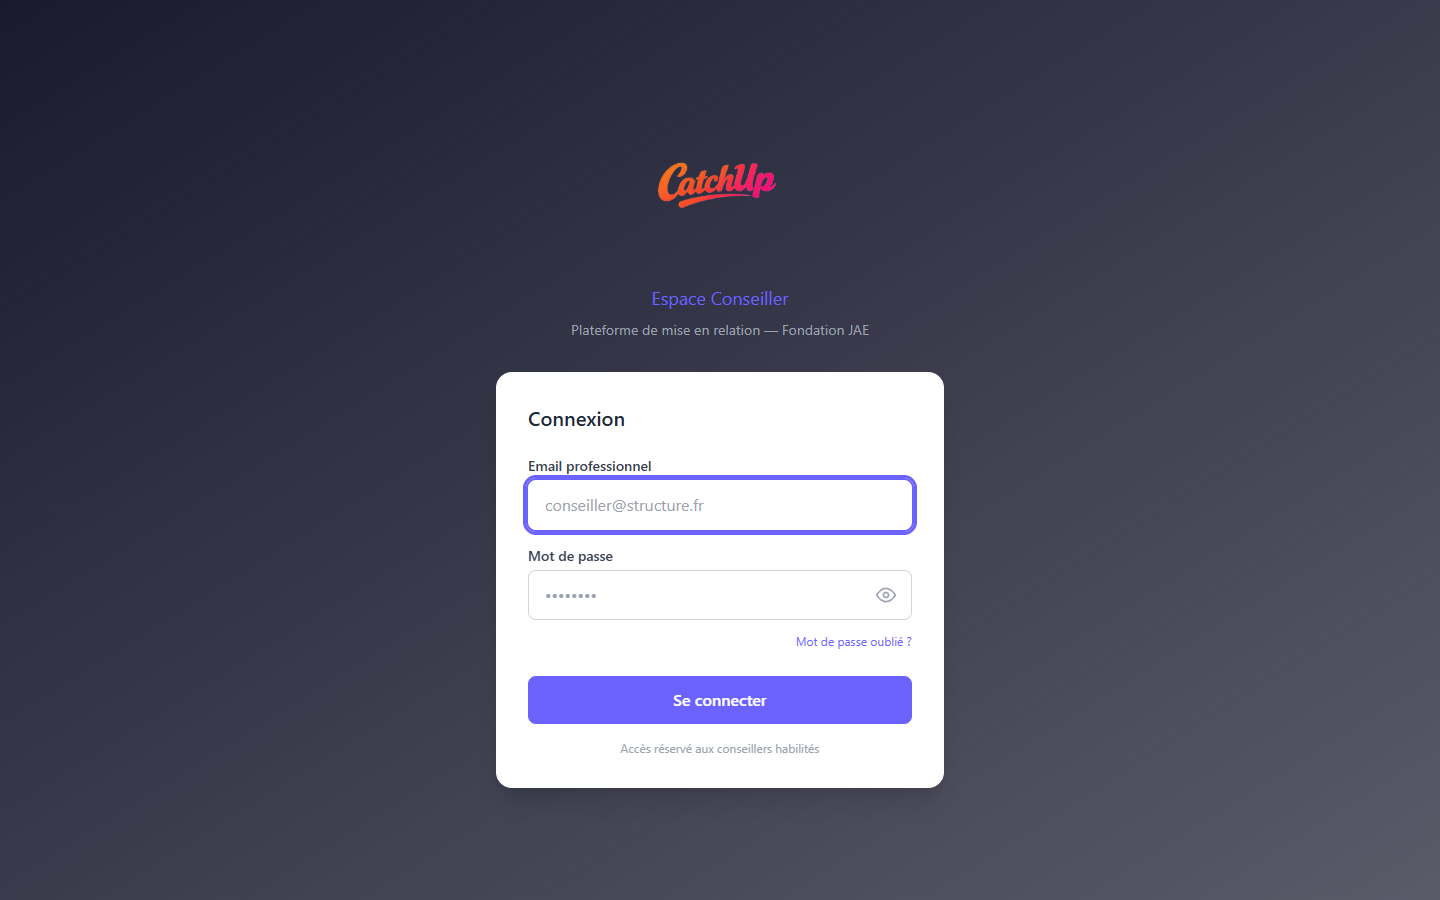 CatchUp
Espace Conseiller
Plateforme de mise en relation — Fondation JAE
Connexion
Email professionnel
conseiller@structure.fr
Mot de passe
••••••••
Mot de passe oublié ?
Se connecter
Accès réservé aux conseillers habilités